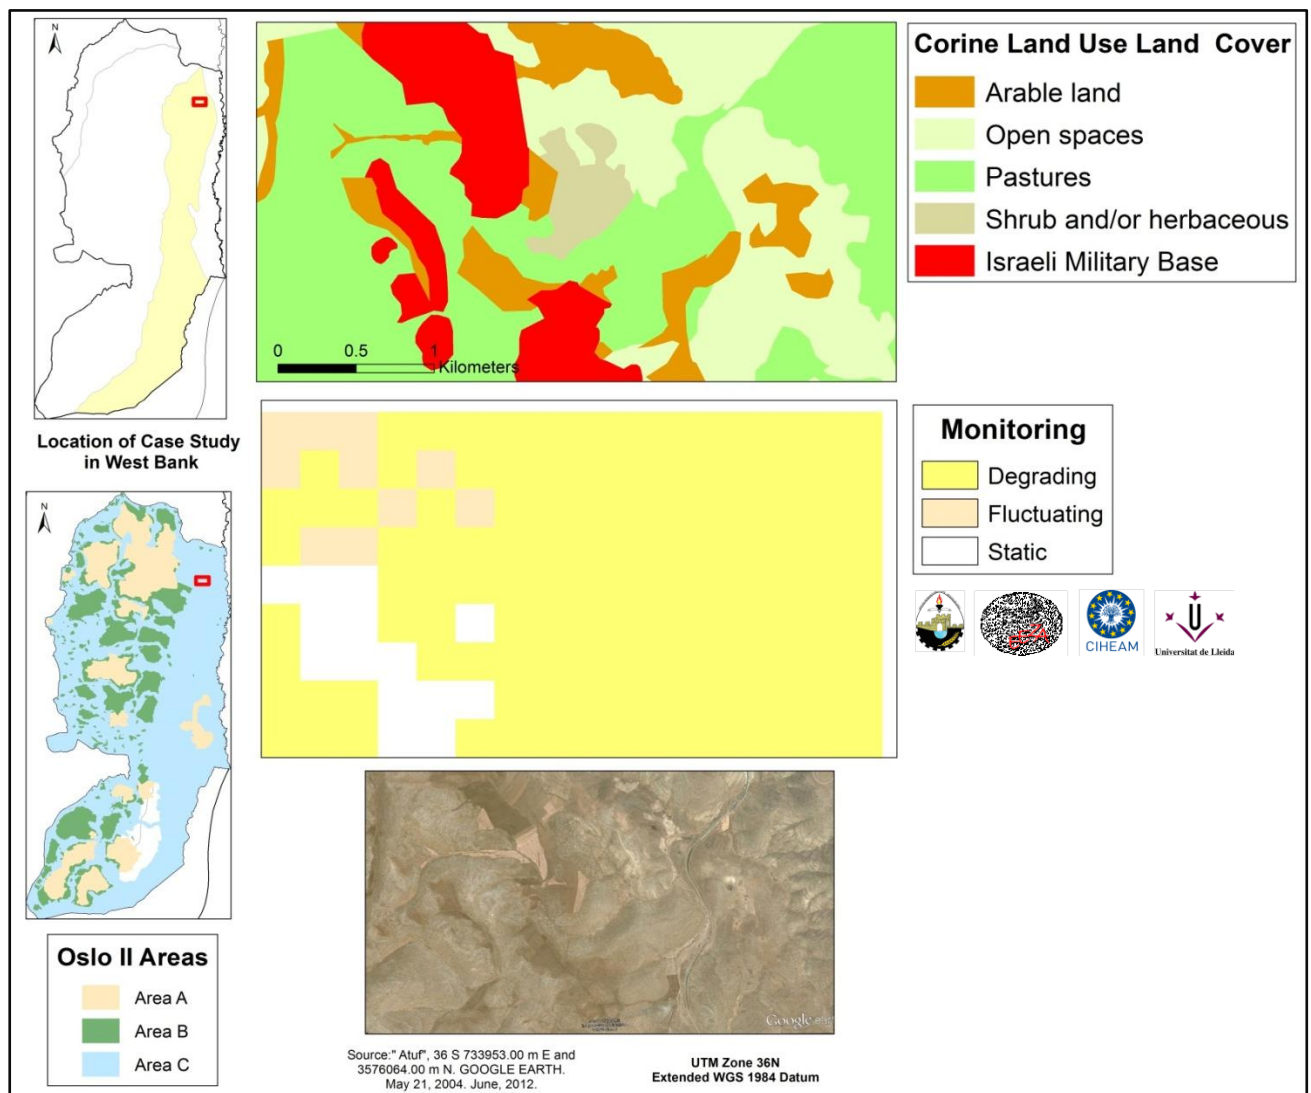 N
Location of Case Study
in West Bank
N
Oslo II Areas
Area A
Area B
Area C
0 0.5 1
Kilometers
Corine Land Use Land Cover
Arable land
Open spaces
Pastures
Shrub and/or herbaceous
Israeli Military Base
Monitoring
Degrading
Fluctuating
Static
CIHEAM
U
Universitat de Lleida
Google earth
Source:" Atuf", 36 S 733953.00 m E and
3576064.00 m N. GOOGLE EARTH.
May 21, 2004. June, 2012.
UTM Zone 36N
Extended WGS 1984 Datum